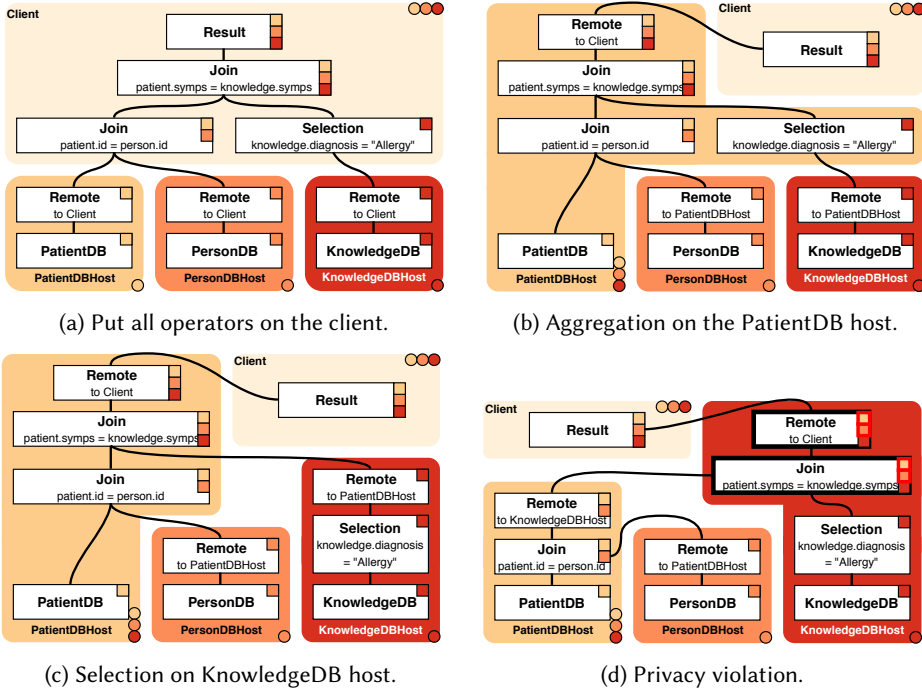 Client
Result
Join
patient.symps = knowledge.symps
Join
patient.id = person.id
Selection
knowledge.diagnosis = "Allergy"
Remote
to Client
Remote
to Client
Remote
to Client
PatientDB
PersonDB
KnowledgeDB
PatientDBHost
PersonDBHost
KnowledgeDBHost
(a) Put all operators on the client.
Remote
to Client
Client
Result
Join
patient.symps = knowledge.symps
Join
patient.id = person.id
Selection
knowledge.diagnosis = "Allergy"
Remote
to PatientDBHost
Remote
to PatientDBHost
PatientDB
PersonDB
KnowledgeDB
PatientDBHost
PersonDBHost
KnowledgeDBHost
(b) Aggregation on the PatientDB host.
Remote
to Client
Client
Result
Join
patient.symps = knowledge.symps
Join
patient.id = person.id
Remote
to PatientDBHost
Selection
knowledge.diagnosis
= "Allergy"
Remote
to PatientDBHost
PatientDB
PersonDB
KnowledgeDB
PatientDBHost
PersonDBHost
KnowledgeDBHost
(c) Selection on KnowledgeDB host.
Client
Result
Remote
to Client
Join
patient.symps = knowledge.symps
Remote
to KnowledgeDBHost
Join
patient.id = person.id
Remote
to PatientDBHost
Selection
knowledge.diagnosis
= "Allergy"
PatientDB
PersonDB
KnowledgeDB
PatientDBHost
PersonDBHost
KnowledgeDBHost
(d) Privacy violation.